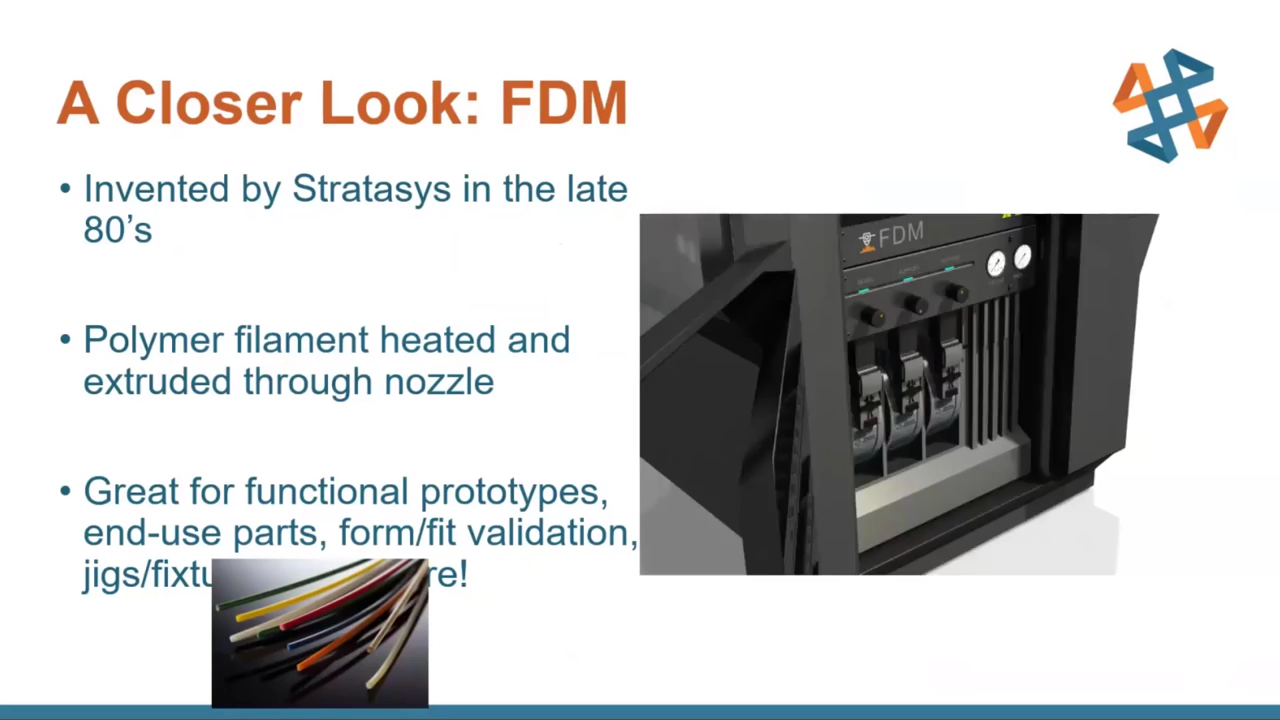 A Closer Look: FDM
• Invented by Stratasys in the late
80’s
• Polymer filament heated and
extruded through nozzle
• Great for functional prototypes,
end-use parts, form/fit validation,
jigs/fixtu re!
FDM